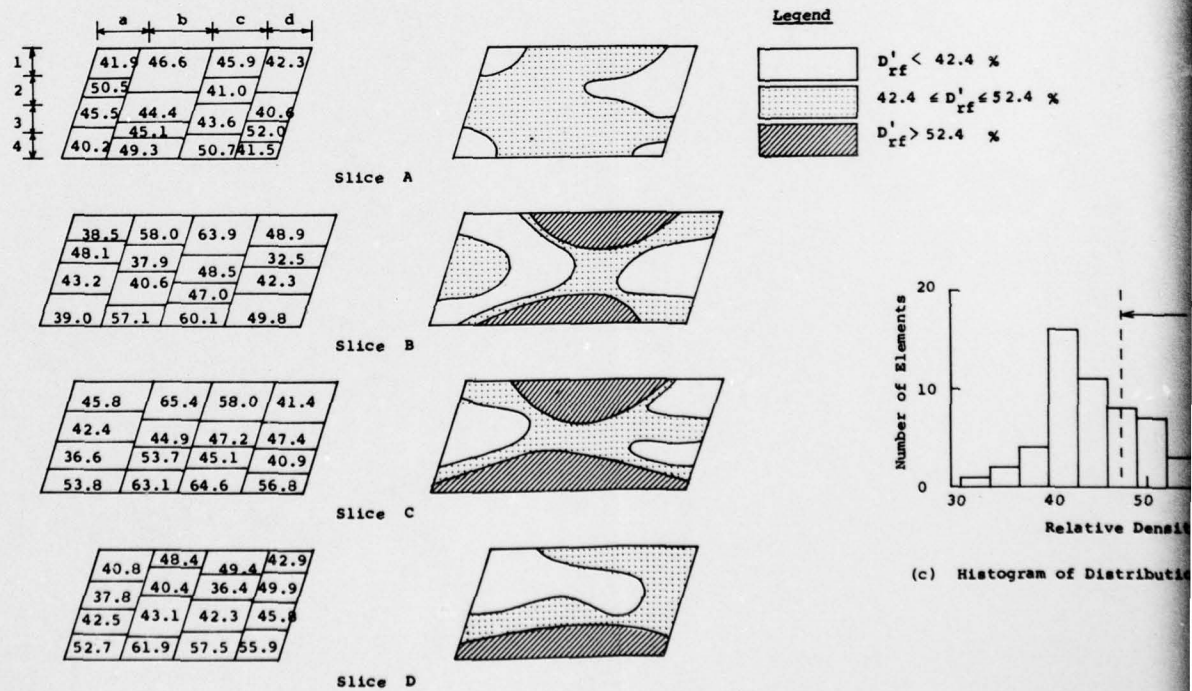 a b c d
1
2
3
4
41.9 46.6 45.9 42.3
50.5 41.0
45.5 44.4 43.6 40.6
45.1 52.0
40.2 49.3 50.7 41.5
Slice A
38.5 58.0 63.9 48.9
48.1 37.9 48.5 32.5
43.2 40.6 47.0 42.3
39.0 57.1 60.1 49.8
Slice B
45.8 65.4 58.0 41.4
42.4 44.9 47.2 47.4
36.6 53.7 45.1 40.9
53.8 63.1 64.6 56.8
Slice C
40.8 48.4 49.4 42.9
37.8 40.4 36.4 49.9
42.5 43.1 42.3 45.8
52.7 61.9 57.5 55.9
Slice D
Legend
D'rf < 42.4 %
42.4 ≤ D'rf ≤ 52.4 %
D'rf > 52.4 %
Number of Elements
20
10
0
30 40 50
Relative Densit
(c) Histogram of Distributio